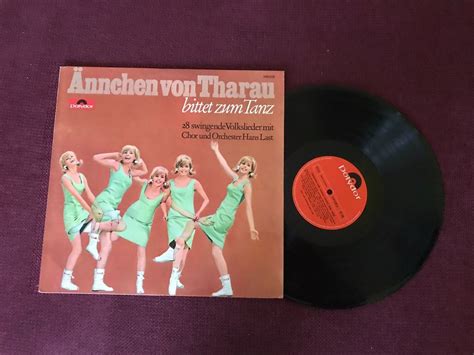 Ännchen von Tharau
bittet zum Tanz
Polydor
28 swingende Volkslieder mit
Chor und Orchester Hans Last
Polydor